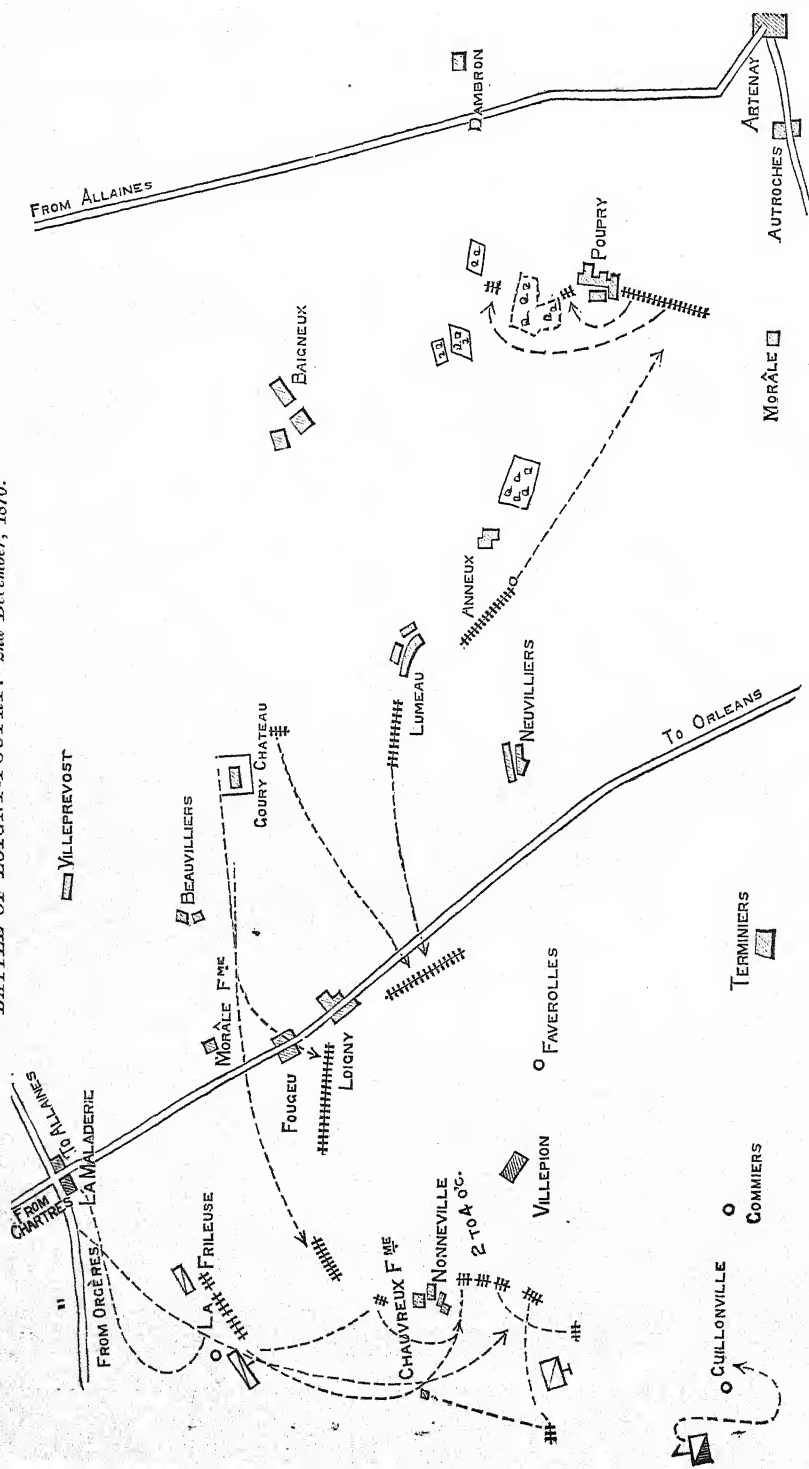 BATTLE OF LOIGNY-POUPRY. 2nd December, 1870.
FROM ALLAINES
DAMBRON
ARTENAY
AUTROCHES
POUPRY
MORÂLE
BAIGNEUX
ANNEUX
LUMEAU
NEUVILLIERS
TO ORLEANS
VILLEPREVOST
GOURY CHATEAU
BEAUVILLIERS
MORÂLE FME
FOUGEU
LOIGNY
FAVEROLLES
TERMINIERS
TO ALLAINES
LA MALADERIE
FROM
CHARTRES
FROM ORGÈRES
LA FRILEUSE
CHAUVREUX FME
NONNEVILLE
2 TO 4 O'C.
VILLEPION
GOMMIERS
GUILLONVILLE